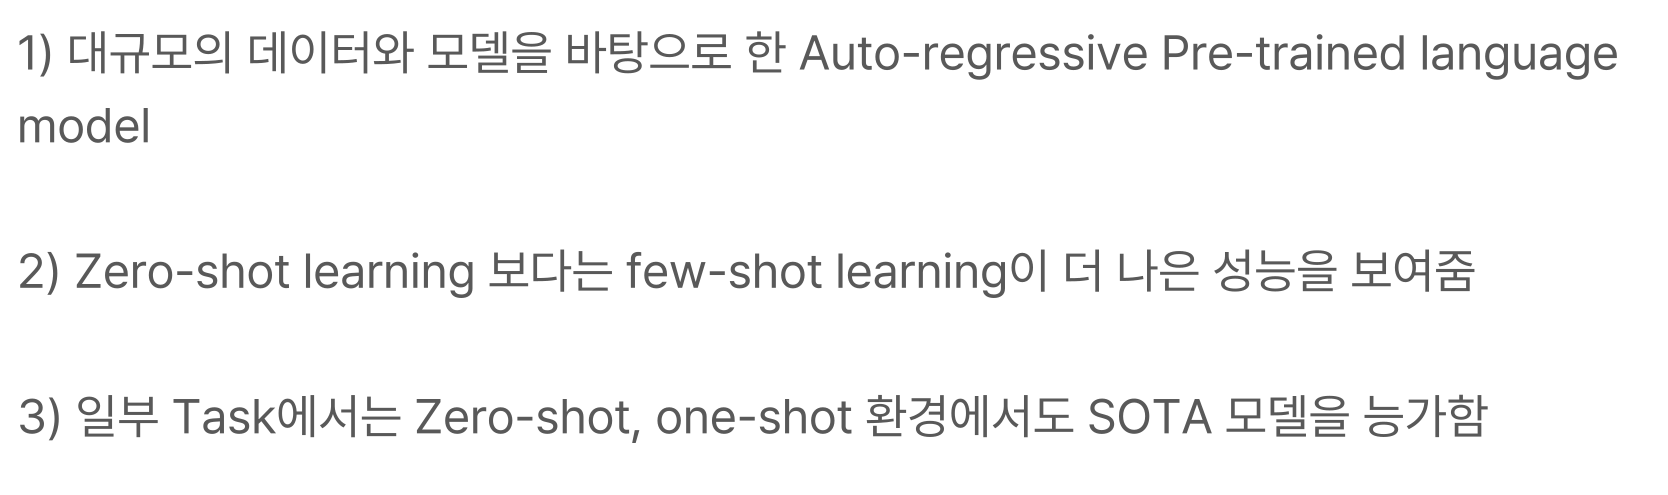 1) 대규모의 데이터와 모델을 바탕으로 한 Auto-regressive Pre-trained language
model
2) Zero-shot learning 보다는 few-shot learning이 더 나은 성능을 보여줌
3) 일부 Task에서는 Zero-shot, one-shot 환경에서도 SOTA 모델을 능가함